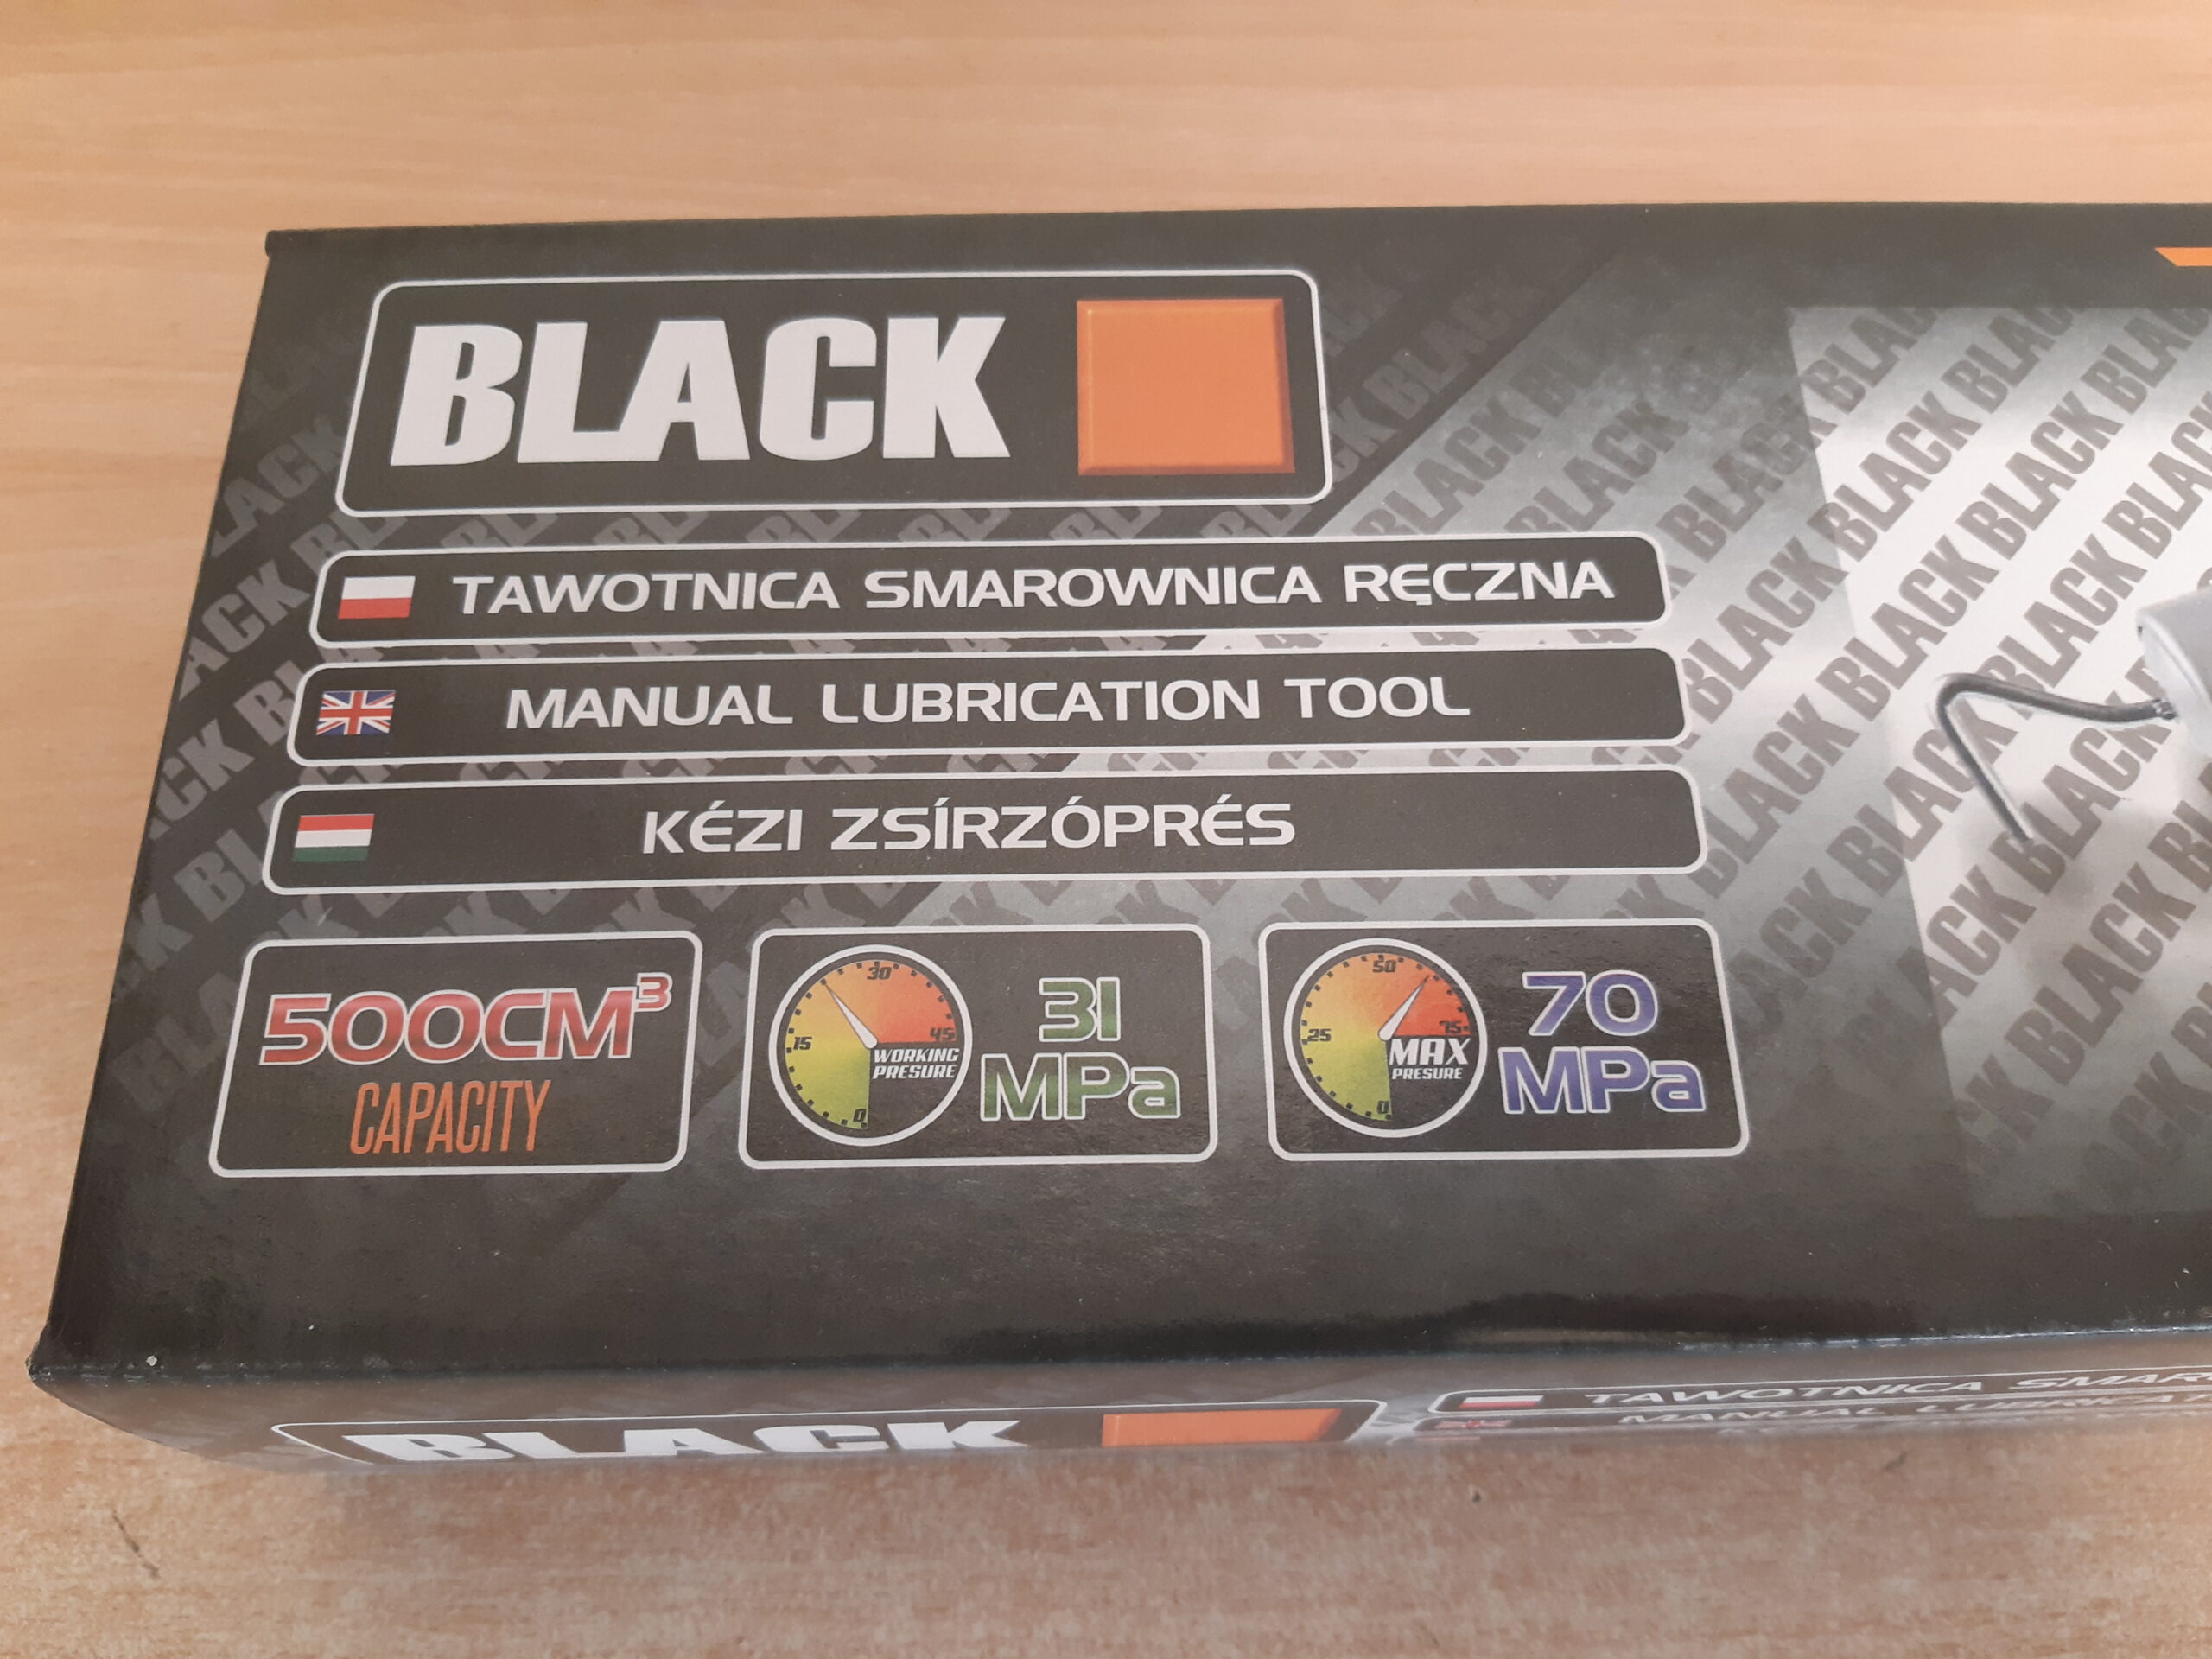 BLACK
TAWOTNICA SMAROWNICA RĘCZNA
MANUAL LUBRICATION TOOL
KÉZI ZSÍRZÓPRÉS
500CM³
CAPACITY
0 15 30 45
WORKING
PRESURE
31
MPa
0 25 50 75
MAX
PRESURE
70
MPa
BLACK
TAWOTNICA
MANUAL